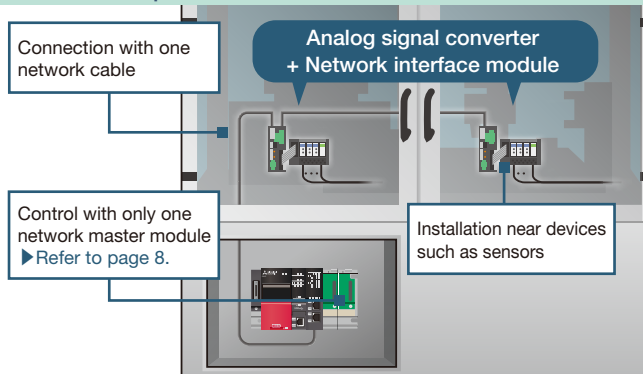 Connection with one
network cable
Analog signal converter
+ Network interface module
Control with only one
network master module
▶Refer to page 8.
Installation near devices
such as sensors